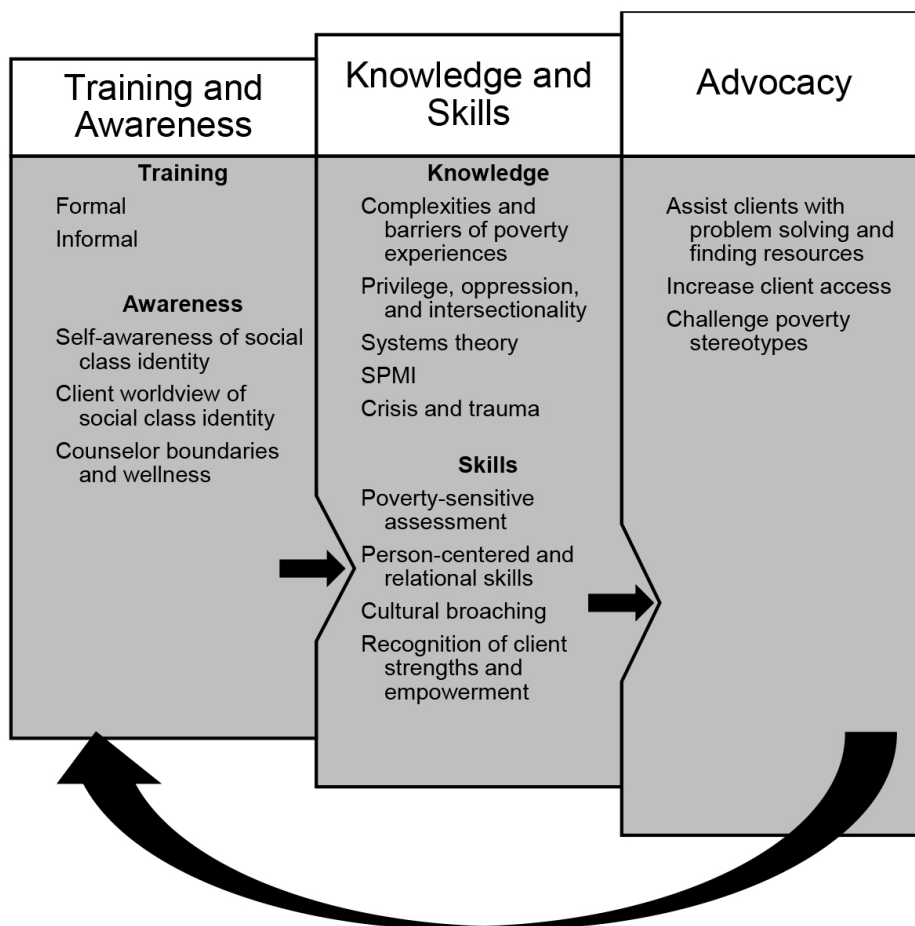 Training and
Awareness
Training
Formal
Informal
Awareness
Self-awareness of social
class identity
Client worldview of
social class identity
Counselor boundaries
and wellness
Knowledge and
Skills
Knowledge
Complexities and
barriers of poverty
experiences
Privilege, oppression,
and intersectionality
Systems theory
SPMI
Crisis and trauma
Skills
Poverty-sensitive
assessment
Person-centered and
relational skills
Cultural broaching
Recognition of client
strengths and
empowerment
Advocacy
Assist clients with
problem solving and
finding resources
Increase client access
Challenge poverty
stereotypes